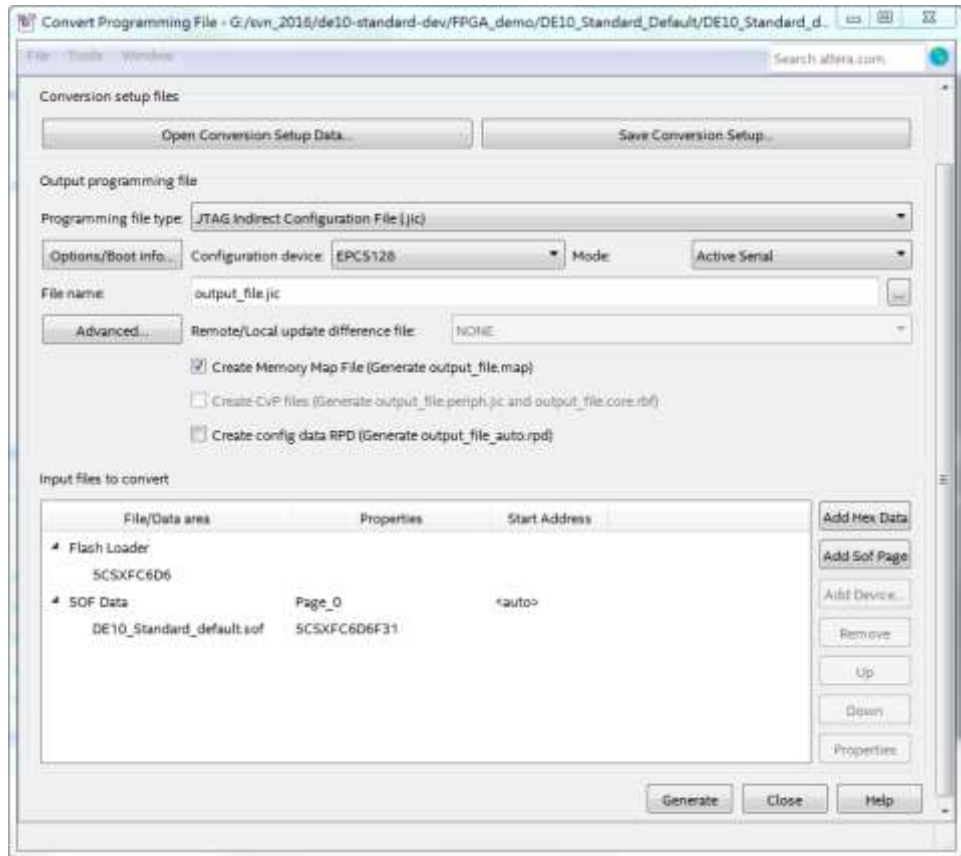 Convert Programming File - G:/svn_2016/de10-standard-dev/FPGA_demo/DE10_Standard_Default/DE10_Standard_d...
File Tools Window Search altera.com
Conversion setup files
Open Conversion Setup Data... Save Conversion Setup...
Output programming file
Programming file type: JTAG Indirect Configuration File (.jic)
Options/Boot info... Configuration device: EPCS128 Mode: Active Serial
File name: output_file.jic ...
Advanced... Remote/Local update difference file: NONE
Create Memory Map File (Generate output_file.map)
Create CvP files (Generate output_file.periph.jic and output_file.core.rbf)
Create config data RPD (Generate output_file_auto.rpd)
Input files to convert
File/Data area Properties Start Address
Add Hex Data
Flash Loader
Add Sof Page
5CSXFC6D6
SOF Data Page_0 <auto>
Add Device...
DE10_Standard_default.sof 5CSXFC6D6F31
Remove
Up
Down
Properties
Generate Close Help